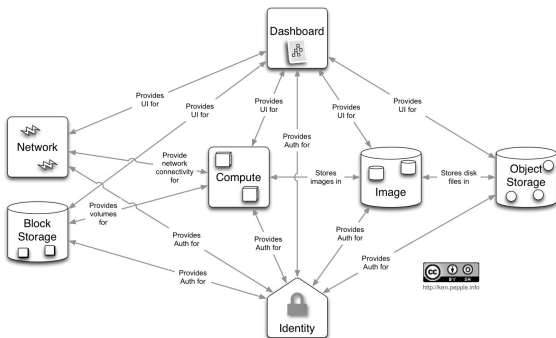 Dashboard
Provides
UI for
Provides
UI for
Provides
UI for
Provides
UI for
Provides
UI for
Provides
Auth for
Network
Provide
network
connectivity
for
Compute
Stores
images in
Image
Stores disk
files in
Object
Storage
Block
Storage
Provides
volumes
for
Provides
Auth for
Provides
Auth for
Provides
Auth for
Provides
Auth for
Provides
Auth for
Identity
cc
BY SA
http://ken.pepple.info